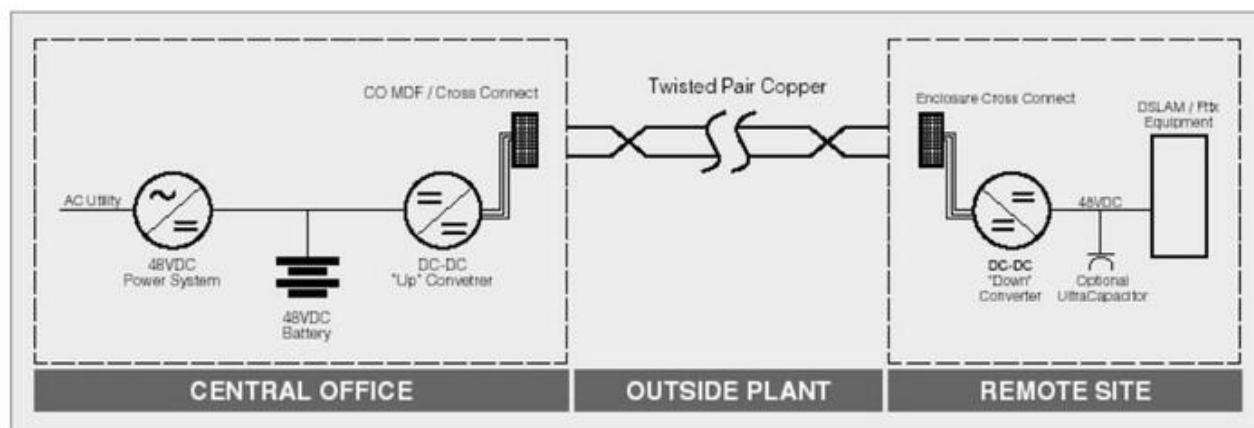 CO MDF / Cross Connect
AC Utility
48VDC
Power System
48VDC
Battery
DC-DC
"Up" Convetrer
Twisted Pair Copper
Enclosure Cross Connect
DSLAM / Fttx
Equipment
48VDC
DC-DC
"Down"
Converter
Optional
UltraCapacitor
CENTRAL OFFICE
OUTSIDE PLANT
REMOTE SITE